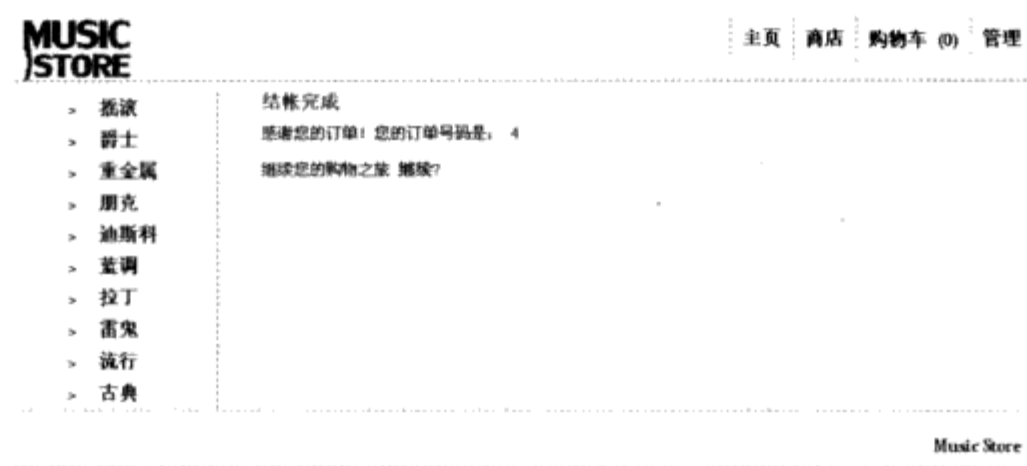 MUSIC
STORE
主页 商店 购物车 (0) 管理
> 摇滚
> 爵士
> 重金属
> 朋克
> 迪斯科
> 蓝调
> 拉丁
> 雷鬼
> 流行
> 古典
结帐完成
感谢您的订单！您的订单号码是： 4
继续您的购物之旅 继续?
Music Store